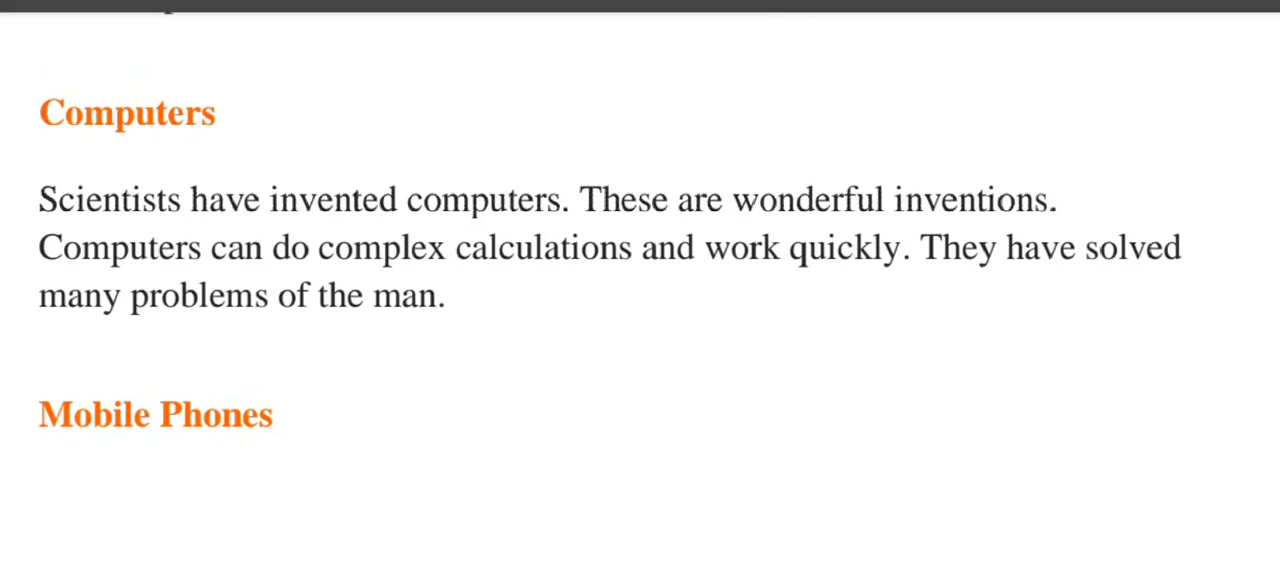 Computers
Scientists have invented computers. These are wonderful inventions.
Computers can do complex calculations and work quickly. They have solved
many problems of the man.
Mobile Phones